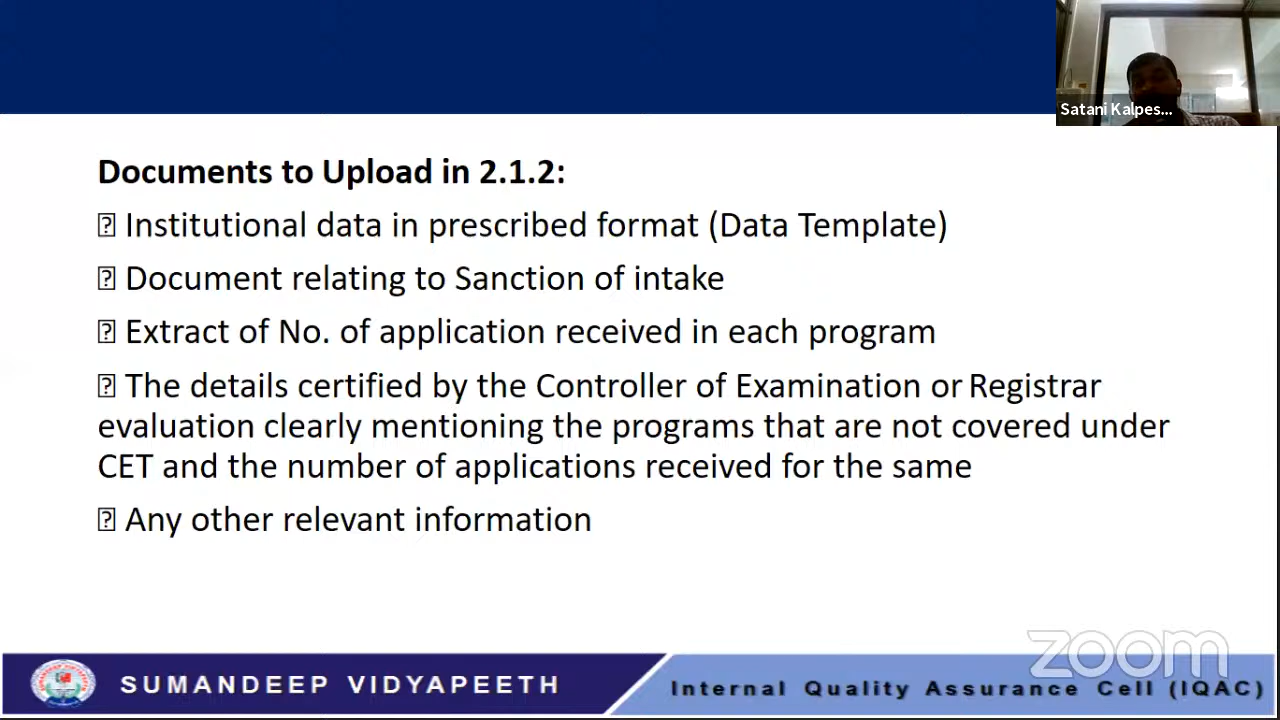 Satani Kalpes...
Documents to Upload in 2.1.2:
⍰ Institutional data in prescribed format (Data Template)
⍰ Document relating to Sanction of intake
⍰ Extract of No. of application received in each program
⍰ The details certified by the Controller of Examination or Registrar
evaluation clearly mentioning the programs that are not covered under
CET and the number of applications received for the same
⍰ Any other relevant information
zoom
SUMANDEEP VIDYAPEETH
Internal Quality Assurance Cell (IQAC)